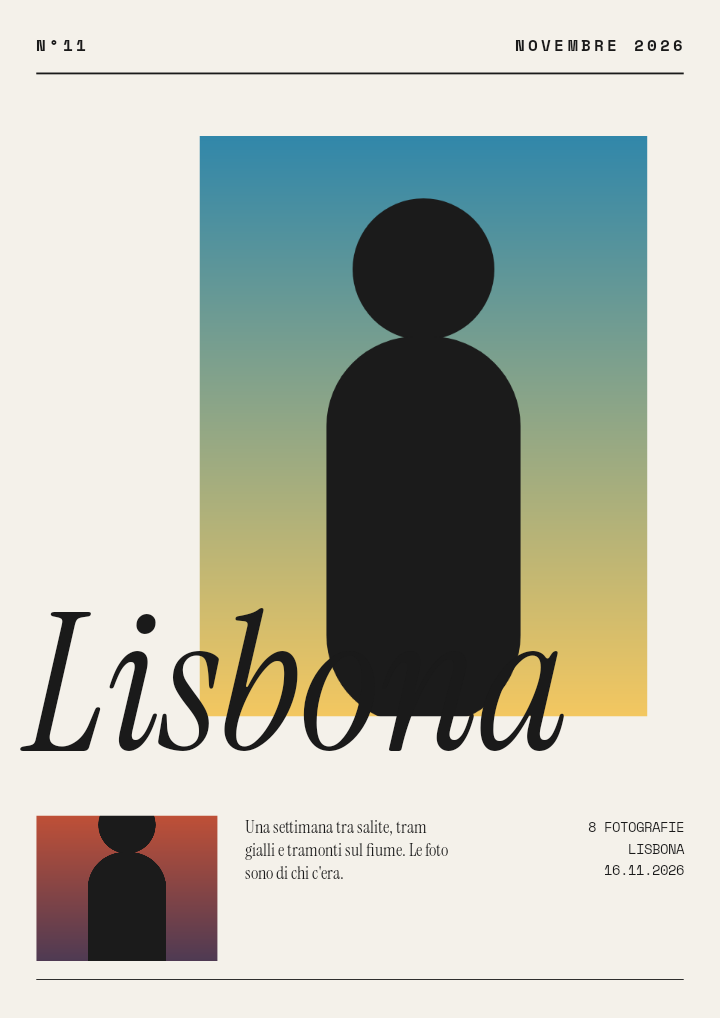 N°11
NOVEMBRE 2026
Lisbona
Una settimana tra salite, tram
gialli e tramonti sul fiume. Le foto
sono di chi c'era.
8 FOTOGRAFIE
LISBONA
16.11.2026